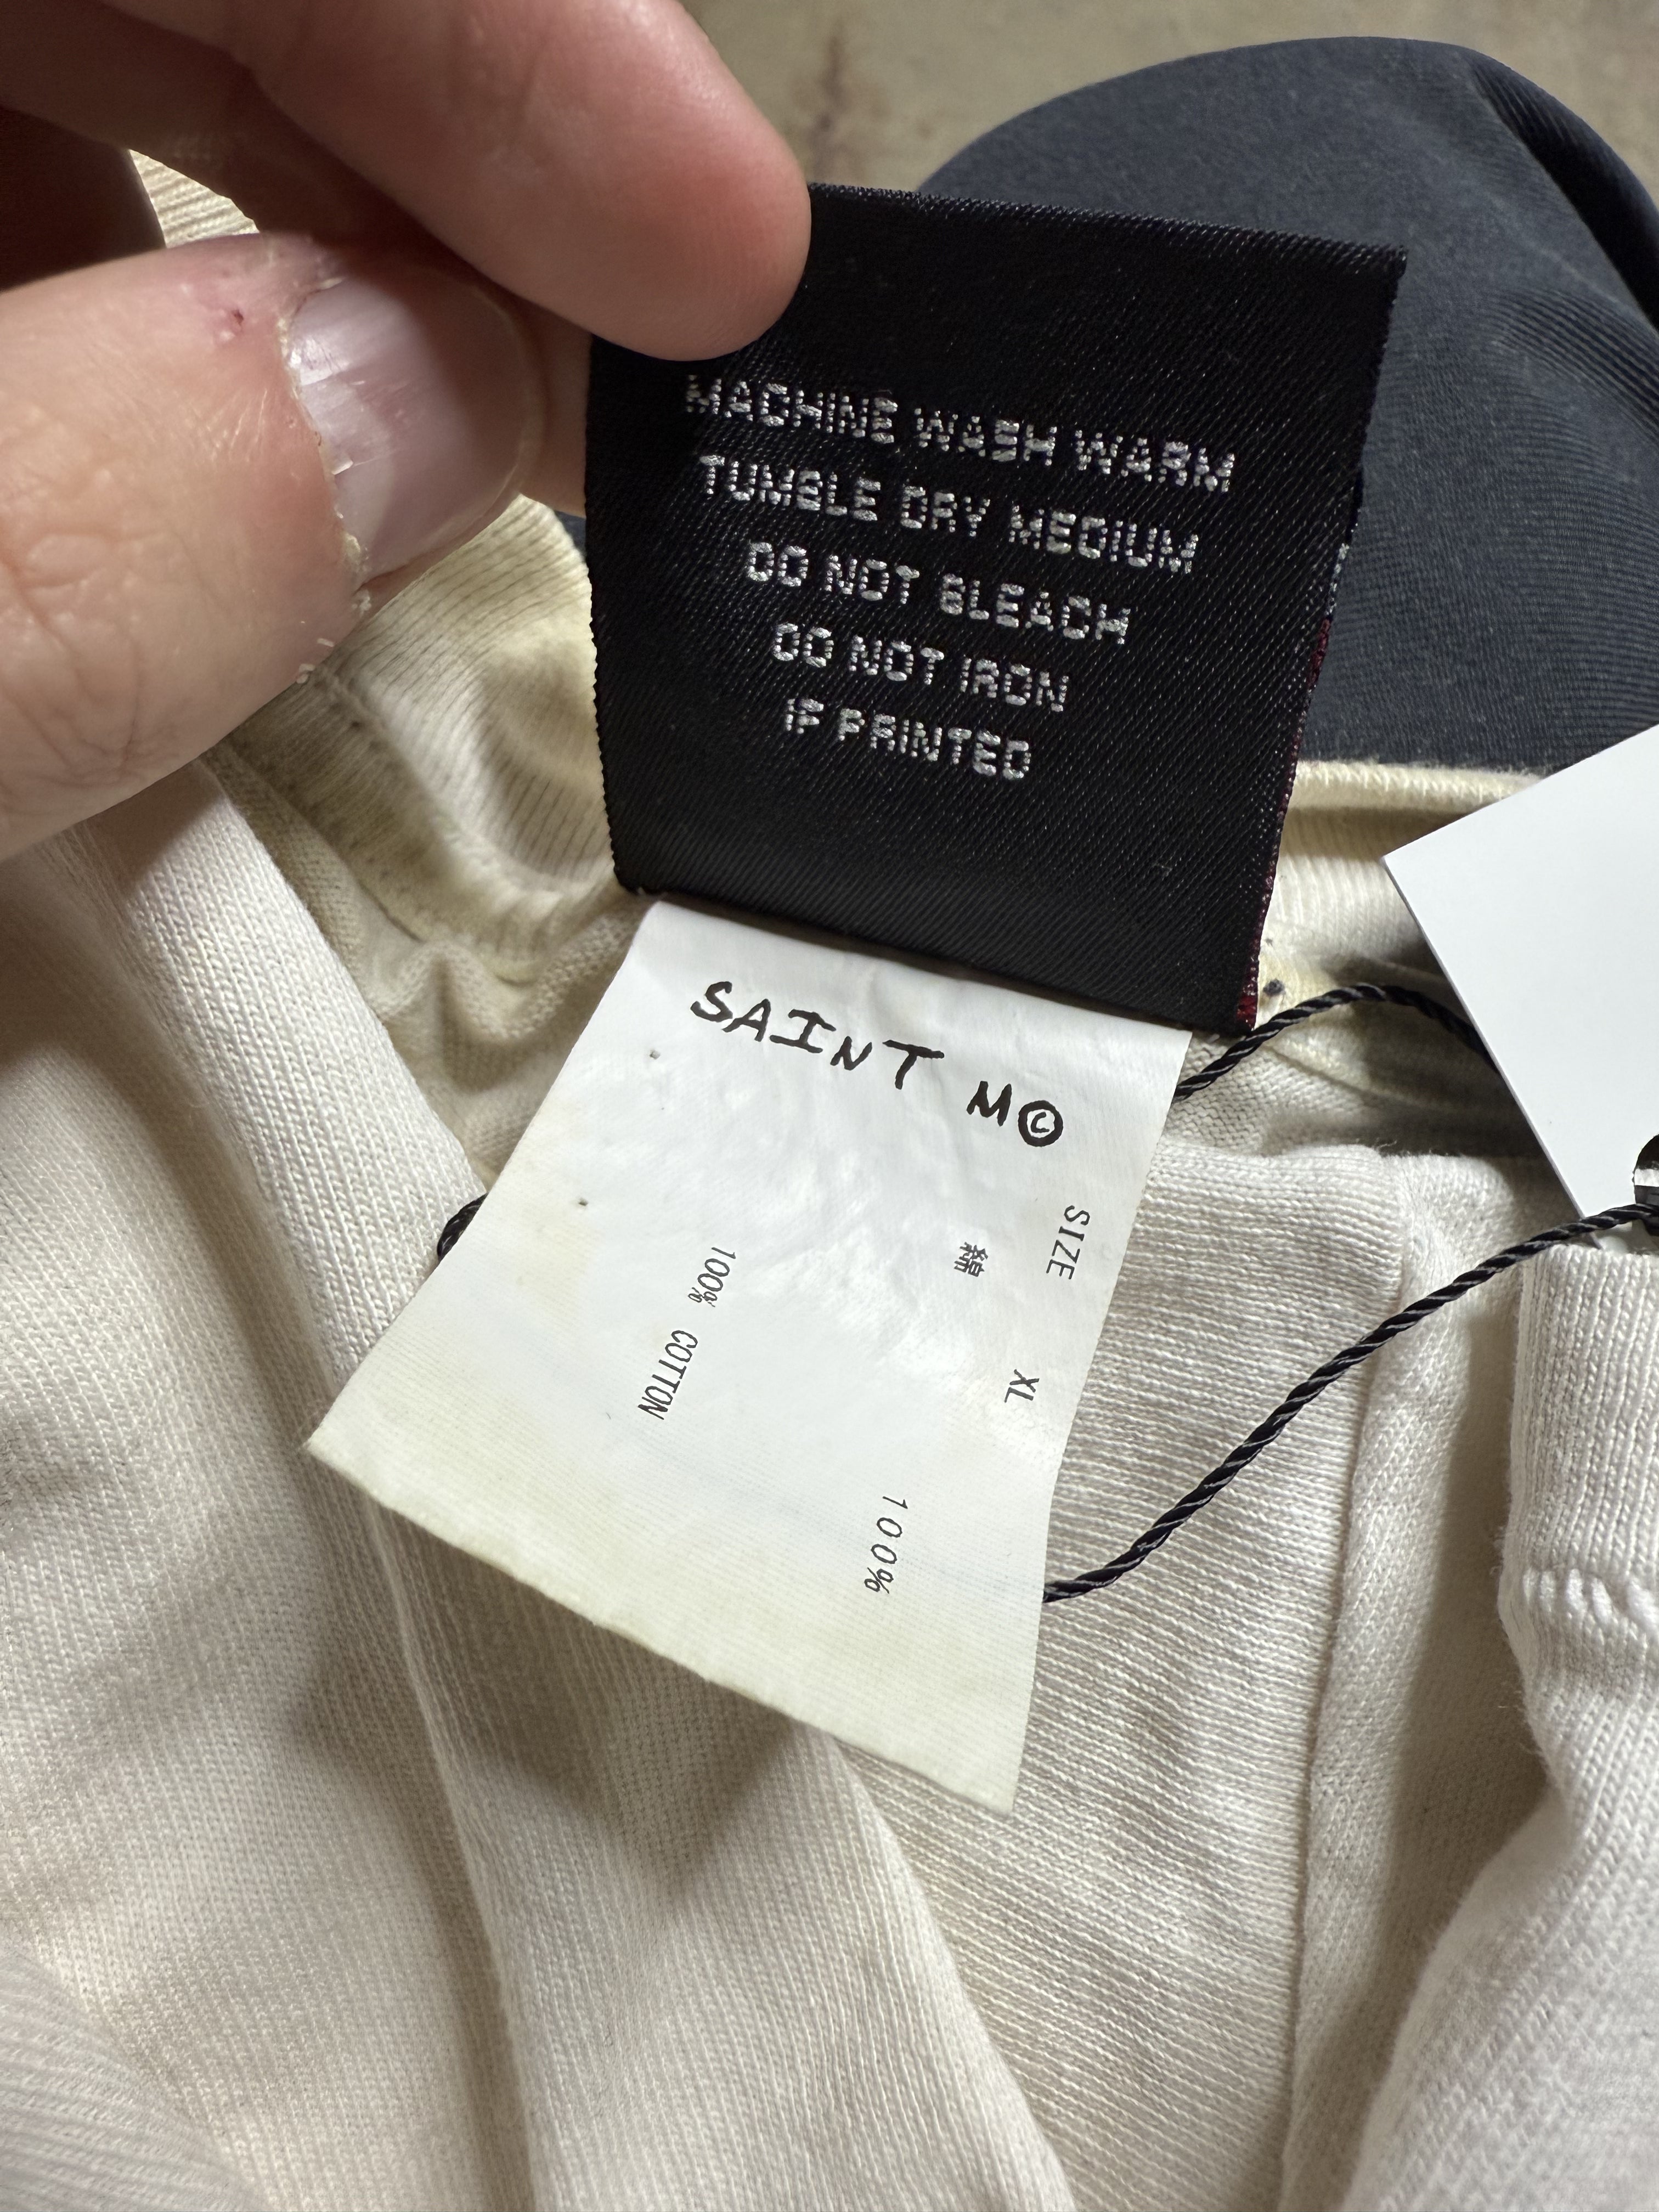 MACHINE WASH WARM
TUMBLE DRY MEDIUM
DO NOT BLEACH
DO NOT IRON
IF PRINTED
SAINT M©
SIZE XL
綿 100%
100% COTTON